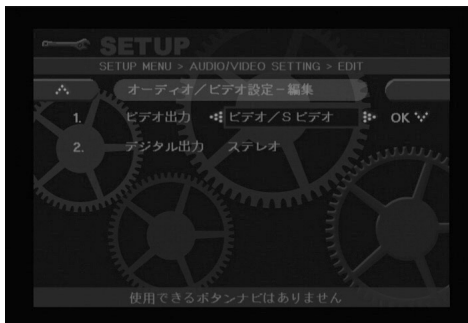 SETUP
SETUP MENU > AUDIO/VIDEO SETTING > EDIT
オーディオ/ビデオ設定-編集
1. ビデオ出力 ビデオ/Sビデオ OK
2. デジタル出力 ステレオ
使用できるボタンナビはありません